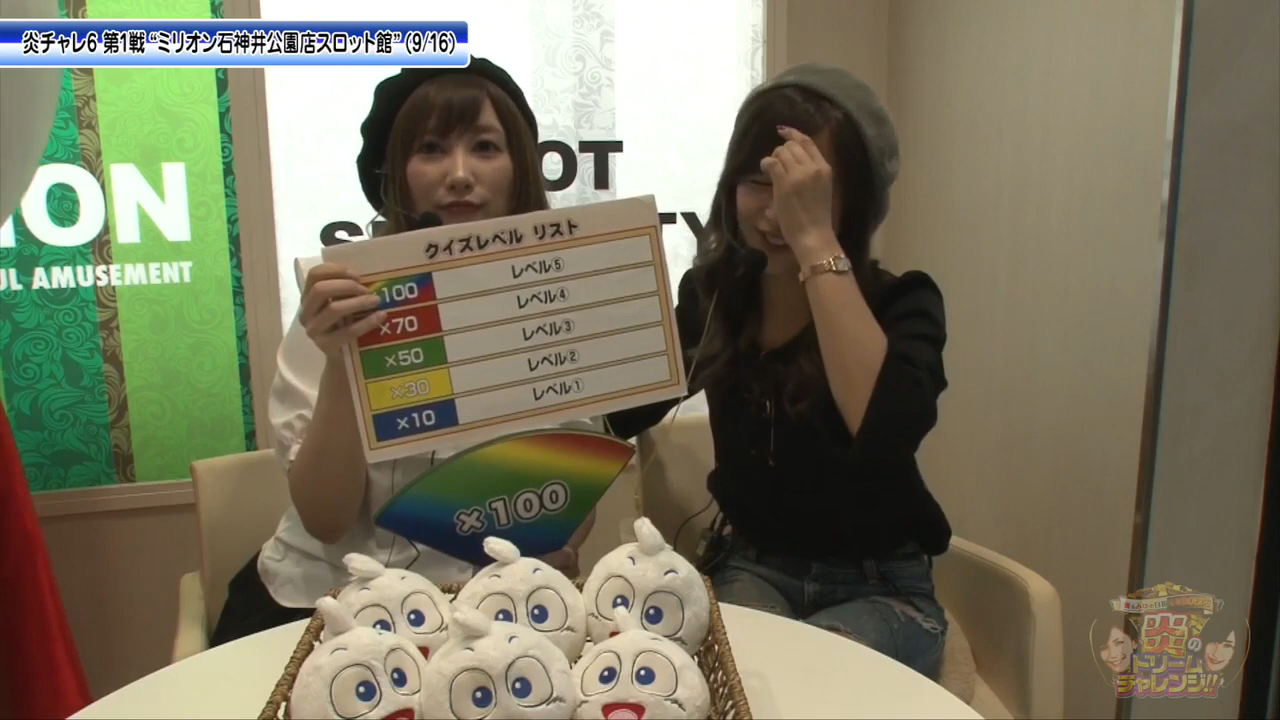 炎チャレ6 第1戦 “ミリオン石神井公園店スロット館” (9/16)
ION
UL AMUSEMENT
OT
S
TY
クイズレベル リスト
×100 レベル⑤
×70 レベル④
×50 レベル③
×30 レベル②
×10 レベル①
×100
炎の
ドリーム
チャレンジ!!